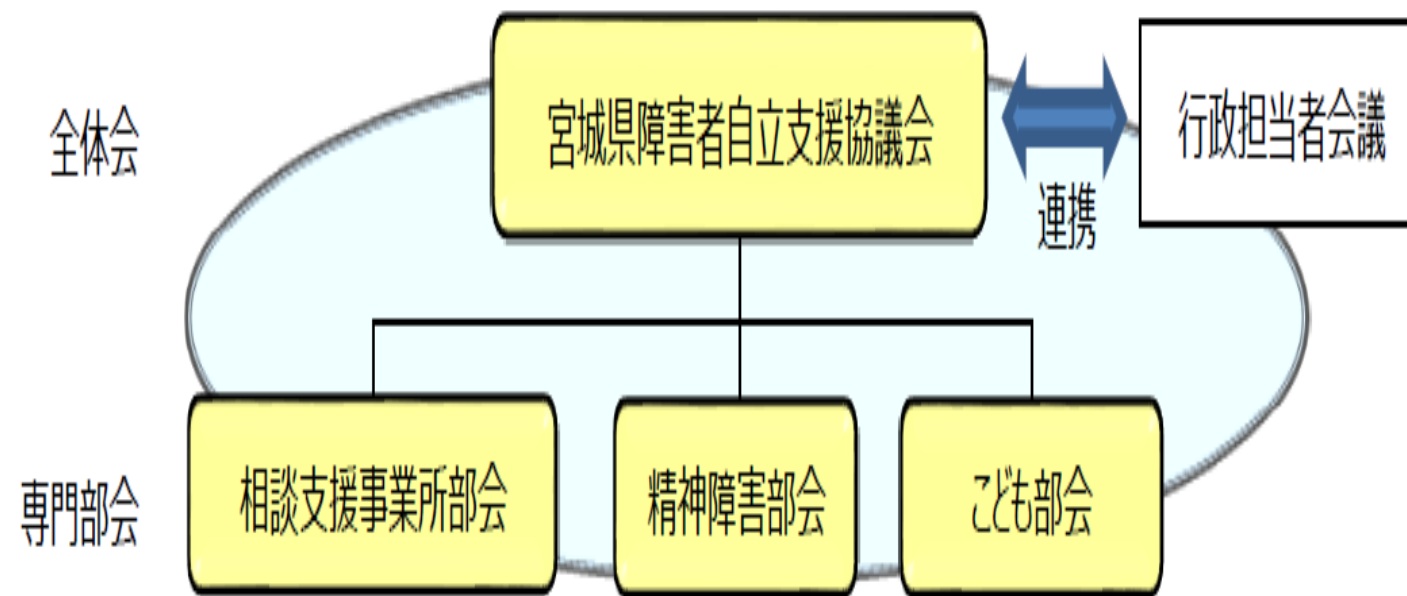 全体会
宮城県障害者自立支援協議会
行政担当者会議
連携
専門部会
相談支援事業所部会
精神障害部会
こども部会